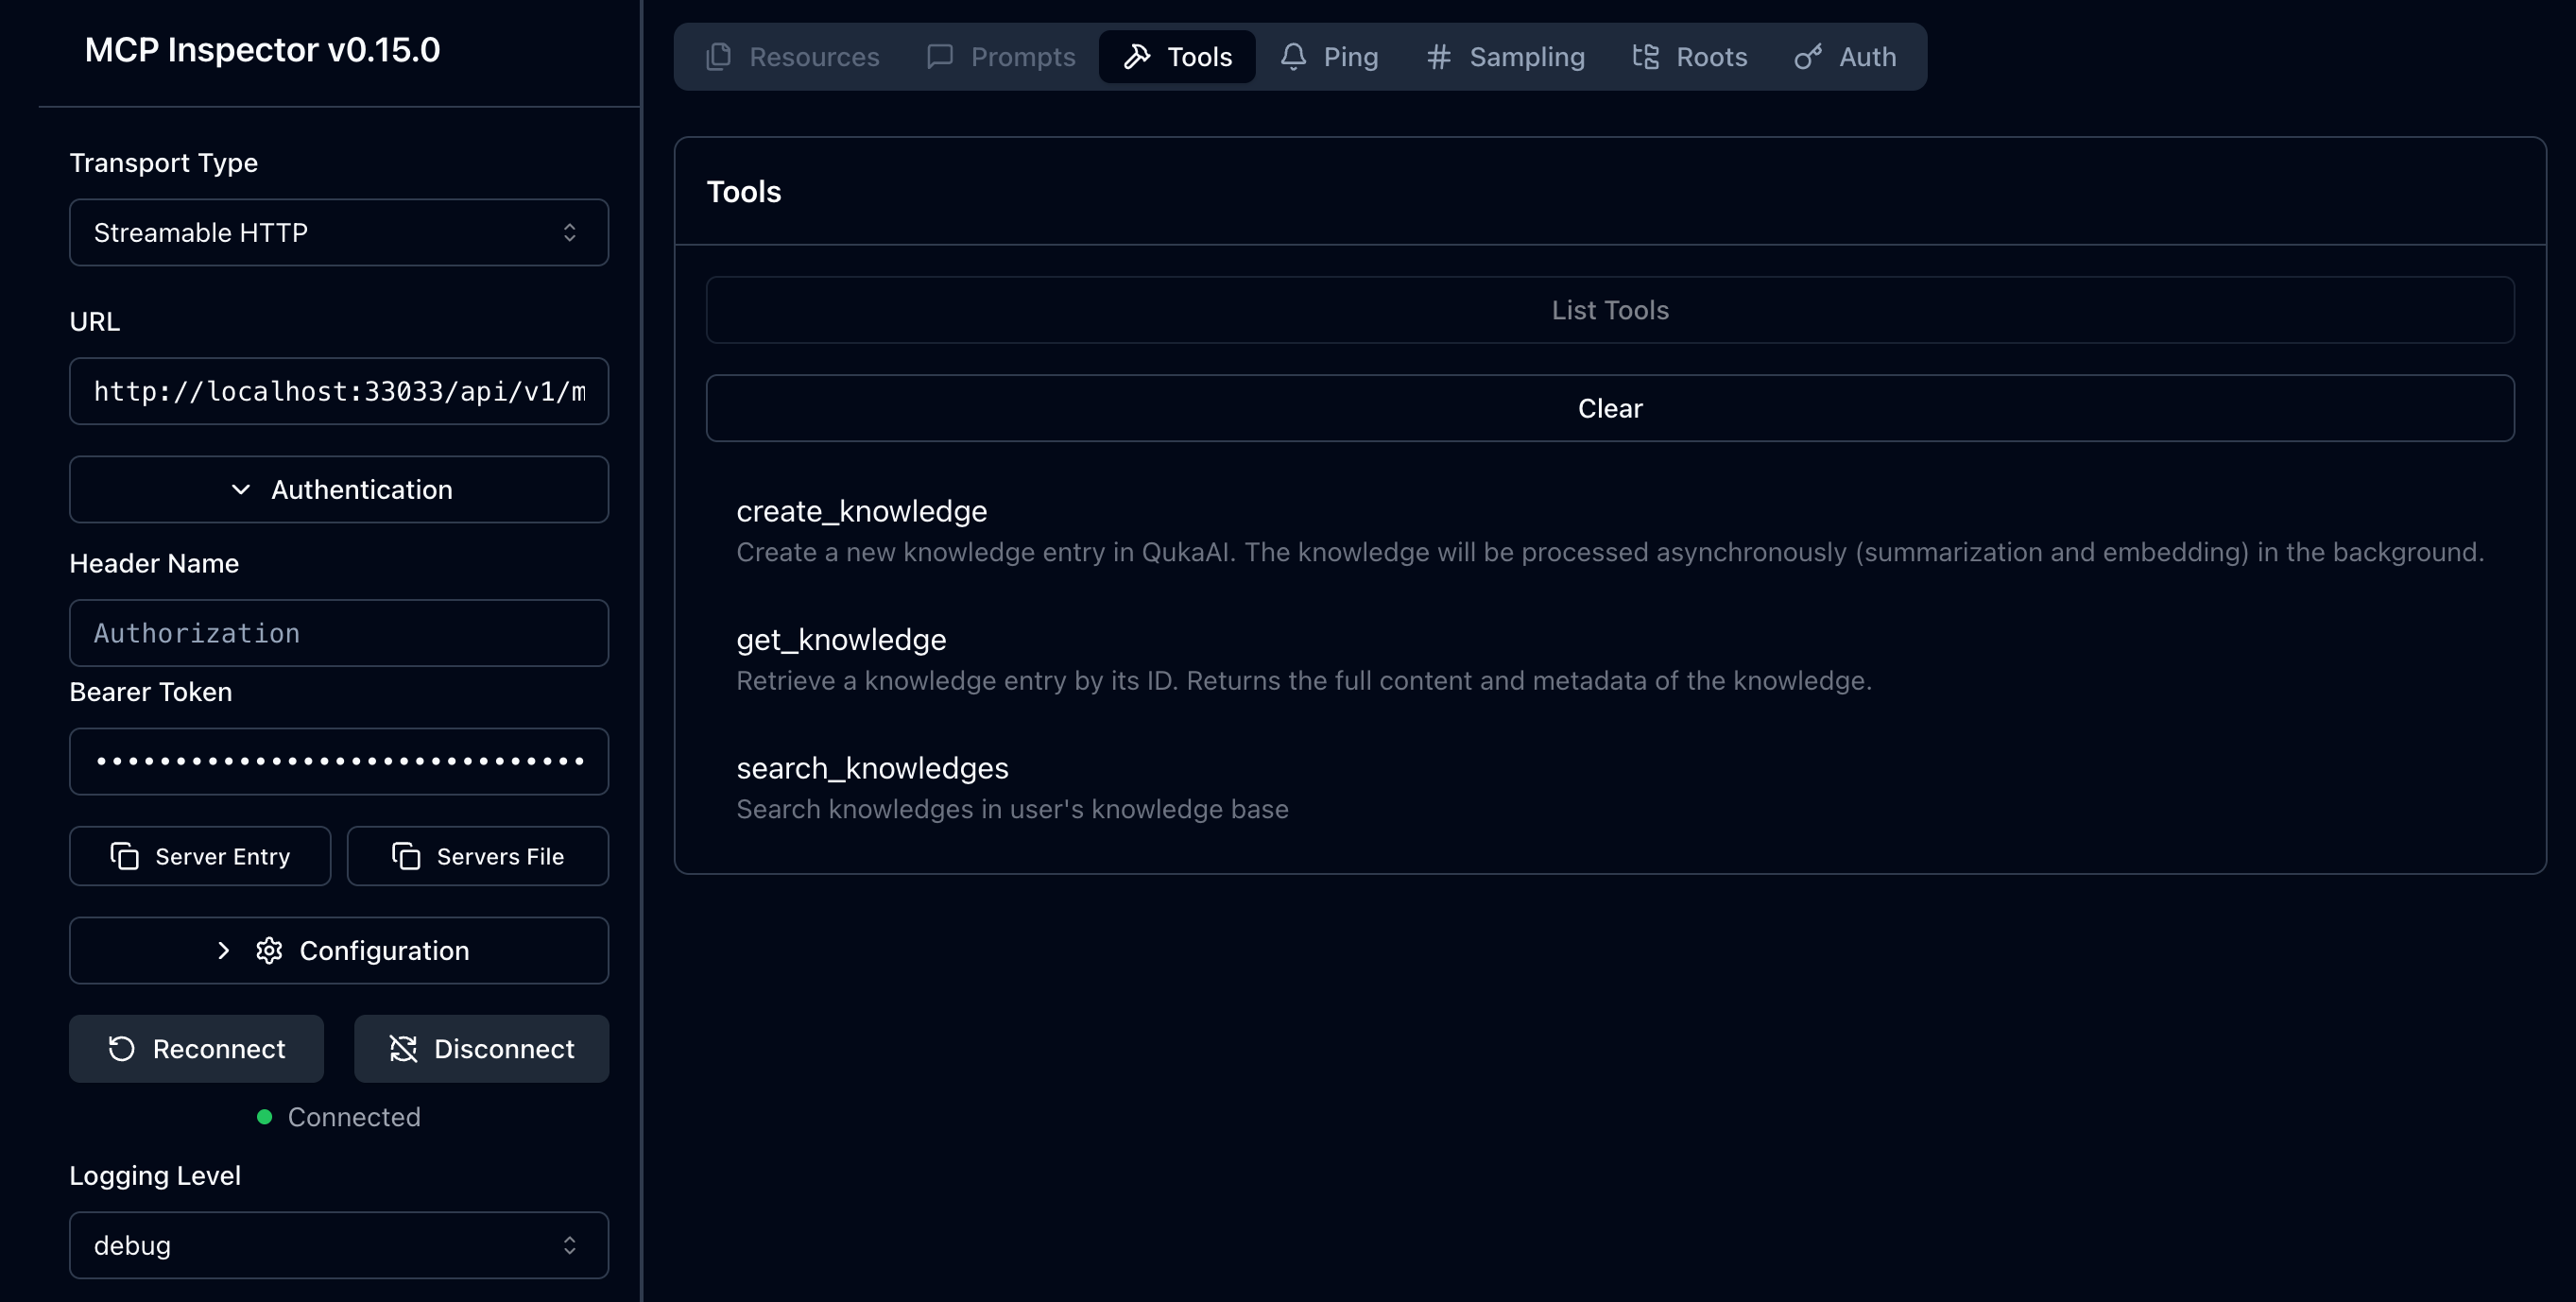 MCP Inspector v0.15.0
Transport Type
Streamable HTTP
URL
http://localhost:33033/api/v1/m
Authentication
Header Name
Authorization
Bearer Token
•••••••••••••••••••••••••••••••
Server Entry
Servers File
Configuration
Reconnect
Disconnect
Connected
Logging Level
debug
Resources
Prompts
Tools
Ping
Sampling
Roots
Auth
Tools
List Tools
Clear
create_knowledge
Create a new knowledge entry in QukaAI. The knowledge will be processed asynchronously (summarization and embedding) in the background.
get_knowledge
Retrieve a knowledge entry by its ID. Returns the full content and metadata of the knowledge.
search_knowledges
Search knowledges in user's knowledge base